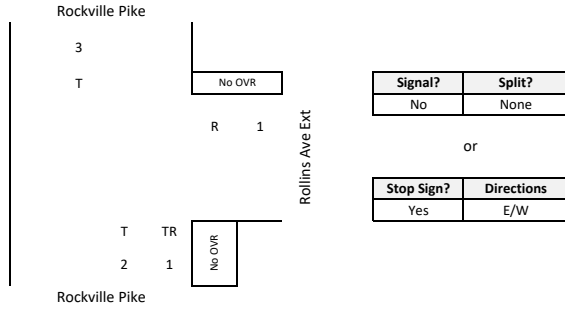 Rockville Pike
3
T
No OVR
R 1
Rollins Ave Ext
T TR
2 1
No OVR
Rockville Pike
Signal? Split?
No None
or
Stop Sign? Directions
Yes E/W